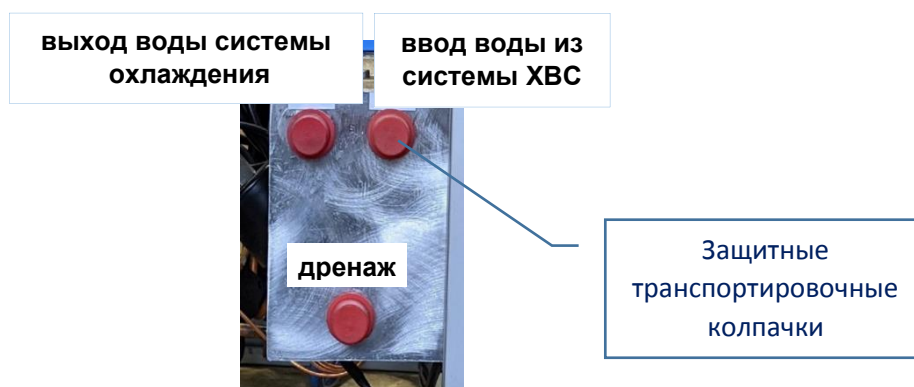 выход воды системы
охлаждения
ввод воды из
системы ХВС
дренаж
Защитные
транспортировочные
колпачки